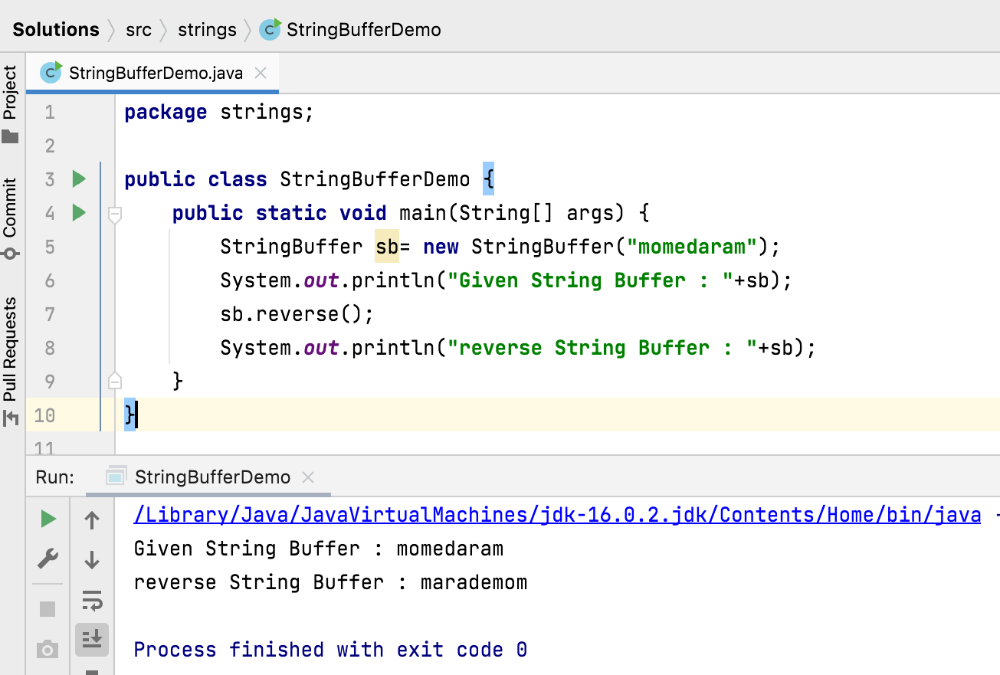 Solutions src strings StringBufferDemo
StringBufferDemo.java
Project
Commit
Pull Requests
1 package strings;
2
3 public class StringBufferDemo {
4 public static void main(String[] args) {
5 StringBuffer sb= new StringBuffer("momedaram");
6 System.out.println("Given String Buffer : "+sb);
7 sb.reverse();
8 System.out.println("reverse String Buffer : "+sb);
9 }
10 }
11
Run: StringBufferDemo
/Library/Java/JavaVirtualMachines/jdk-16.0.2.jdk/Contents/Home/bin/java -
Given String Buffer : momedaram
reverse String Buffer : marademom
Process finished with exit code 0